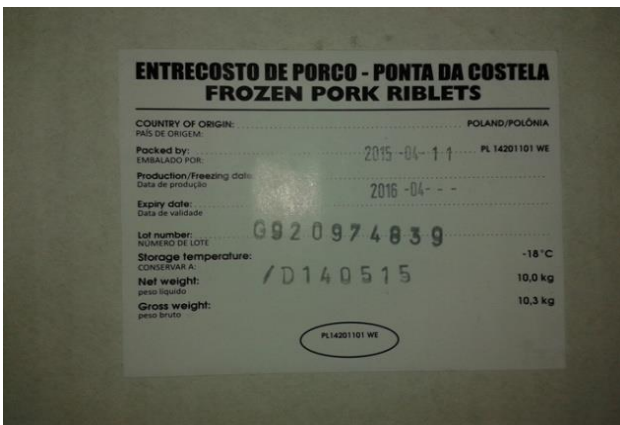 ENTRECOSTO DE PORCO - PONTA DA COSTELA
FROZEN PORK RIBLETS
COUNTRY OF ORIGIN: POLAND/POLÓNIA
PAÍS DE ORIGEM:
Packed by: PL 14201101 WE
EMBALADO POR:
2015 -04- 1 1
Production/Freezing date:
Data de produção
2016 -04- - -
Expiry date:
Data de validade
Lot number: G920974839
NÚMERO DE LOTE
Storage temperature: -18°C
CONSERVAR A:
/D140515
Net weight: 10,0 kg
peso líquido
Gross weight: 10,3 kg
peso bruto
PL14201101 WE